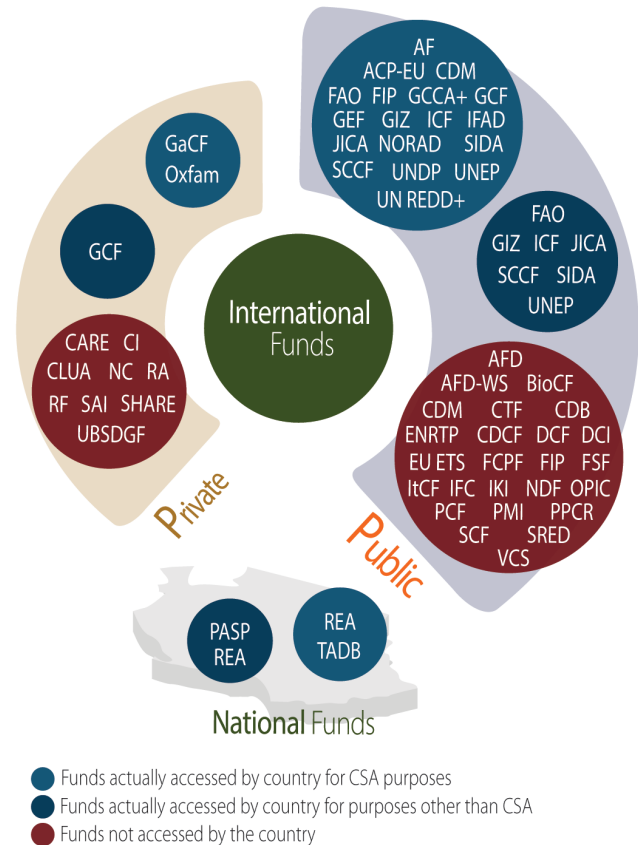 AF
ACP-EU CDM
FAO FIP GCCA+ GCF
GEF GIZ ICF IFAD
JICA NORAD SIDA
SCCF UNDP UNEP
UN REDD+
GaCF
Oxfam
FAO
GIZ ICF JICA
SCCF SIDA
UNEP
GCF
International
Funds
CARE CI
CLUA NC RA
RF SAI SHARE
UBSDGF
AFD
AFD-WS BioCF
CDM CTF CDB
ENRTP CDCF DCF DCI
EU ETS FCPF FIP FSF
ItCF IFC IKI NDF OPIC
PCF PMI PPCR
SCF SRED
VCS
Private
Public
PASP
REA
REA
TADB
National Funds
Funds actually accessed by country for CSA purposes
Funds actually accessed by country for purposes other than CSA
Funds not accessed by the country